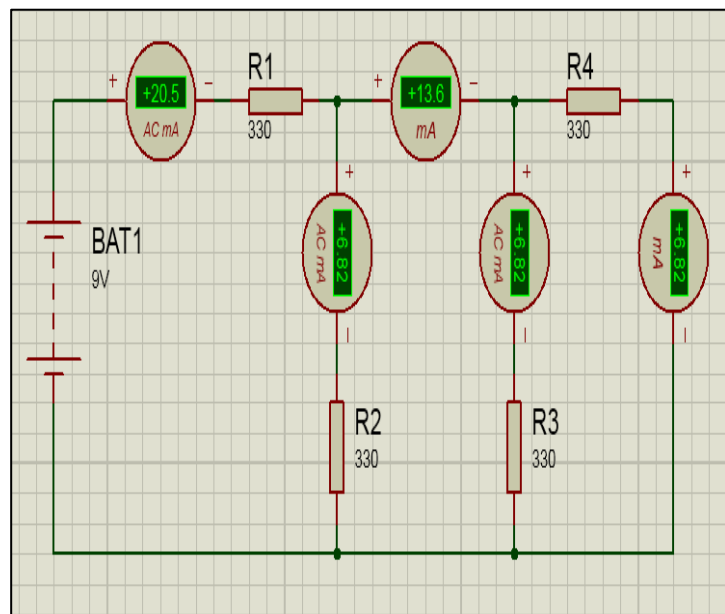 R1
R4
+
+20.5
−
+
+13.6
−
AC mA
330
mA
330
+
+
+
BAT1
9V
+6.82
AC mA
+6.82
AC mA
+6.82
mA
−
−
−
R2
330
R3
330